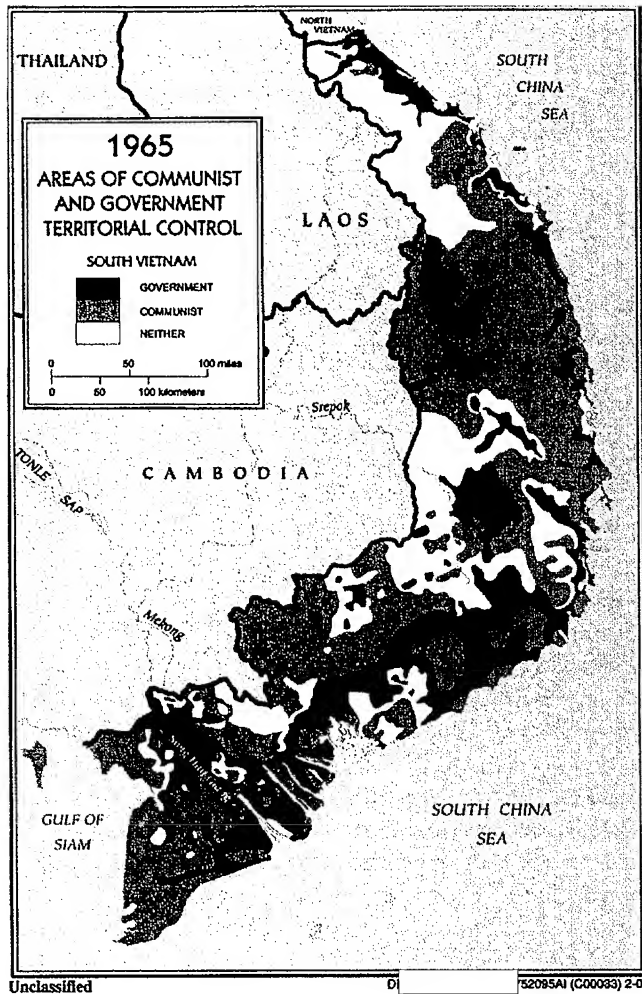 NORTH
VIETNAM
THAILAND
SOUTH
CHINA
SEA
1965
AREAS OF COMMUNIST
AND GOVERNMENT
TERRITORIAL CONTROL
SOUTH VIETNAM
GOVERNMENT
COMMUNIST
NEITHER
0 50 100 miles
0 50 100 kilometers
LAOS
Srepok
CAMBODIA
TONLE
SAP
Mekong
GULF OF
SIAM
SOUTH CHINA
SEA
Unclassified
752095AI (C00033) 2-